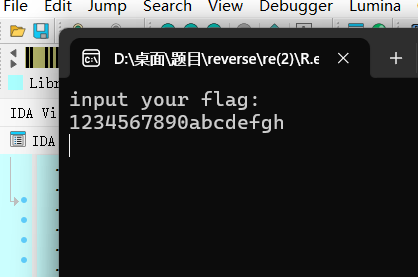 File Edit Jump Search View Debugger Lumina
D:\桌面\题目\reverse\re(2)\R.e
Libr
IDA Vi
IDA
input your flag:
1234567890abcdefgh